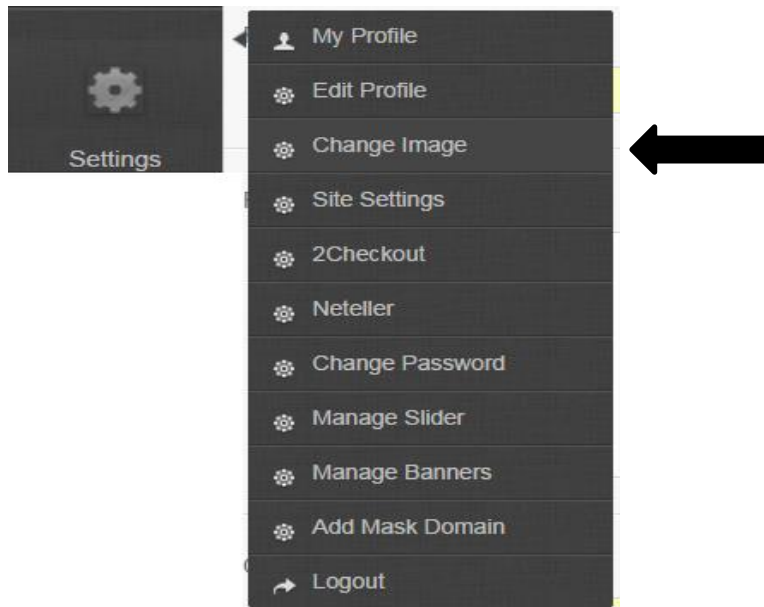 Settings
My Profile
Edit Profile
Change Image
Site Settings
2Checkout
Neteller
Change Password
Manage Slider
Manage Banners
Add Mask Domain
Logout